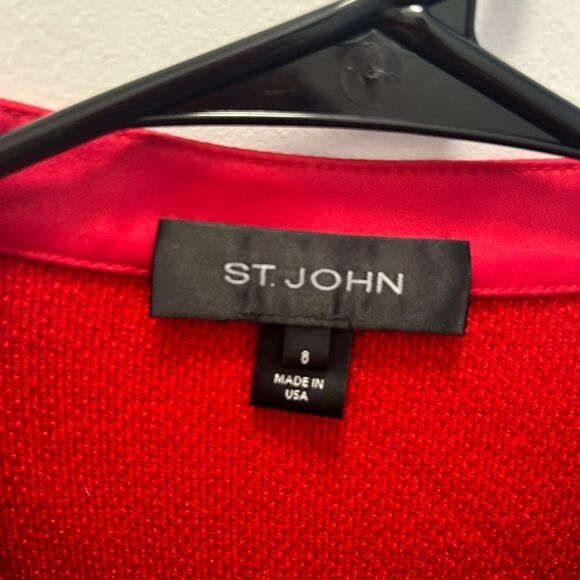 ST. JOHN
8
MADE IN
USA